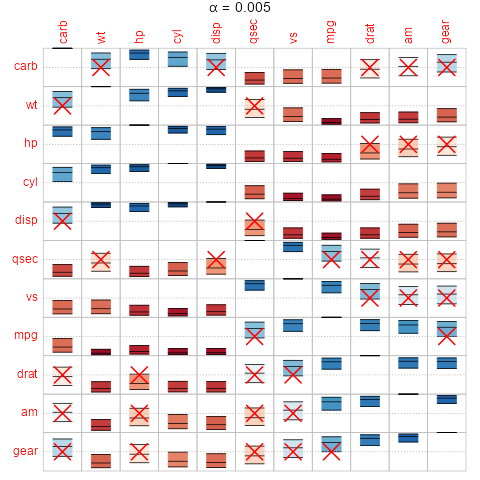 α = 0.005
carb wt hp cyl disp qsec vs mpg drat am gear
carb
wt
hp
cyl
disp
qsec
vs
mpg
drat
am
gear